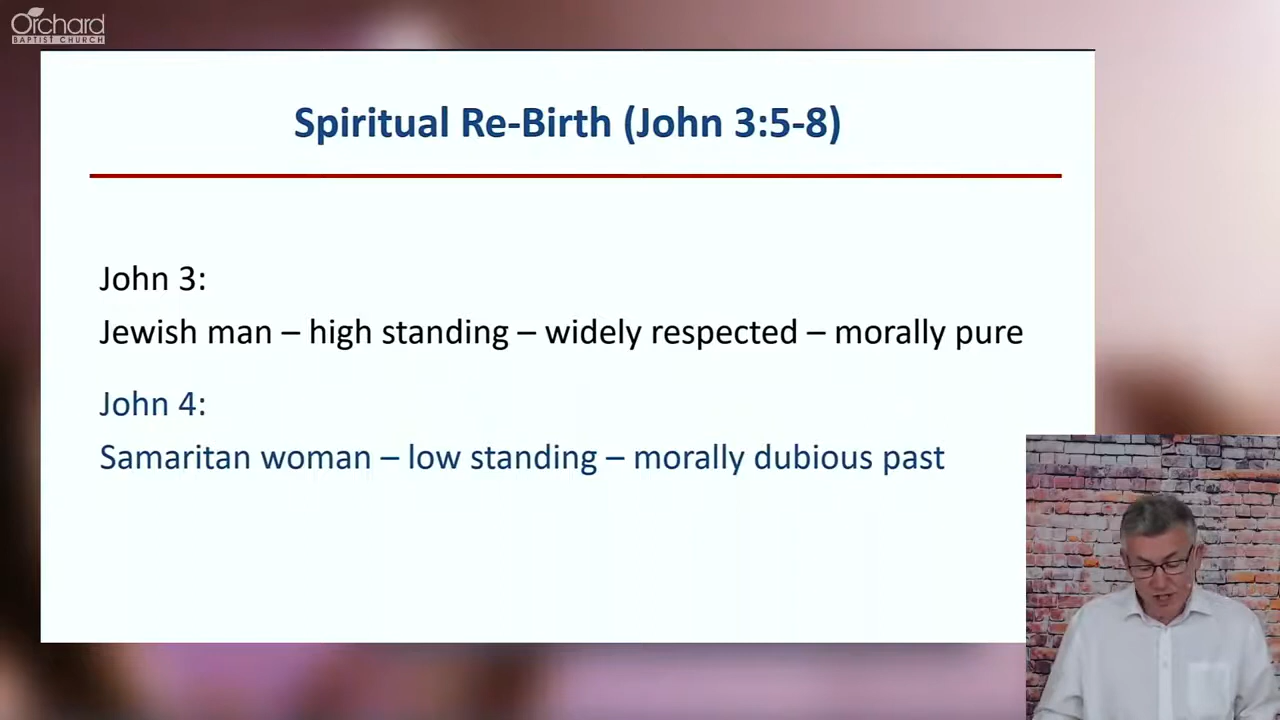 Orchard
BAPTIST CHURCH
Spiritual Re-Birth (John 3:5-8)
John 3:
Jewish man – high standing – widely respected – morally pure
John 4:
Samaritan woman – low standing – morally dubious past